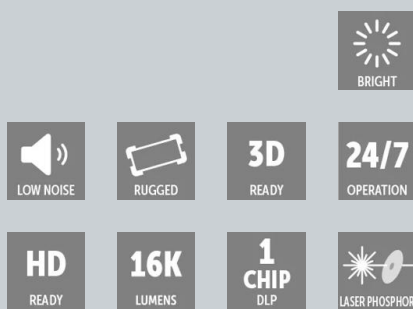 BRIGHT
LOW NOISE
RUGGED
3D
READY
24/7
OPERATION
HD
READY
16K
LUMENS
1
CHIP
DLP
LASER PHOSPHOR